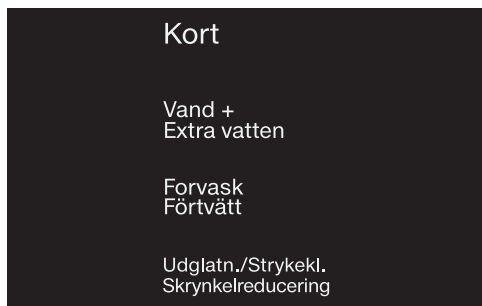 Kort
Vand +
Extra vatten
Forvask
Förtvätt
Udglatn./Strykekl.
Skrynkelreducering